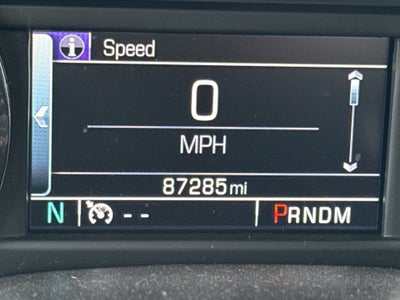 Speed
0
MPH
87285 mi
N -- PRNDM